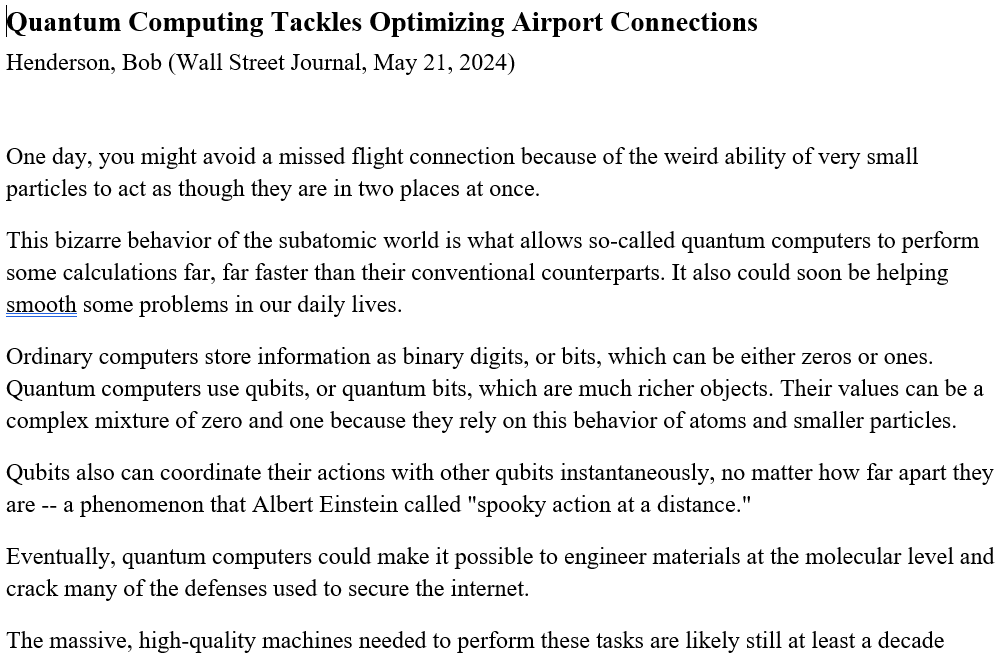 Quantum Computing Tackles Optimizing Airport Connections
Henderson, Bob (Wall Street Journal, May 21, 2024)
One day, you might avoid a missed flight connection because of the weird ability of very small
particles to act as though they are in two places at once.
This bizarre behavior of the subatomic world is what allows so-called quantum computers to perform
some calculations far, far faster than their conventional counterparts. It also could soon be helping
smooth some problems in our daily lives.
Ordinary computers store information as binary digits, or bits, which can be either zeros or ones.
Quantum computers use qubits, or quantum bits, which are much richer objects. Their values can be a
complex mixture of zero and one because they rely on this behavior of atoms and smaller particles.
Qubits also can coordinate their actions with other qubits instantaneously, no matter how far apart they
are -- a phenomenon that Albert Einstein called "spooky action at a distance."
Eventually, quantum computers could make it possible to engineer materials at the molecular level and
crack many of the defenses used to secure the internet.
The massive, high-quality machines needed to perform these tasks are likely still at least a decade